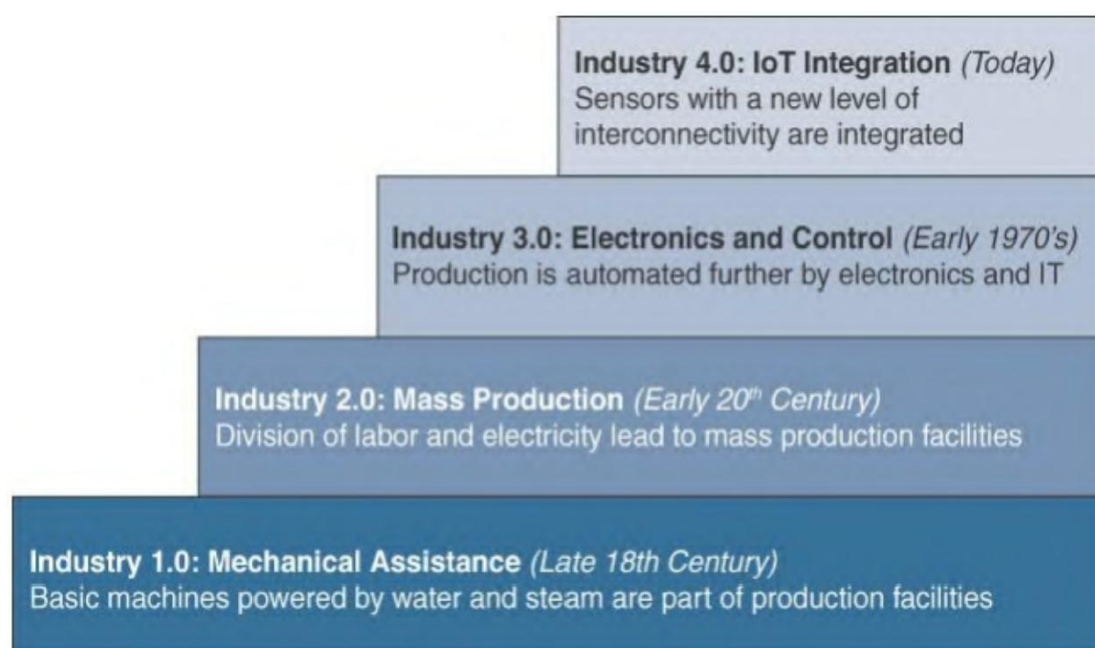 Industry 4.0: IoT Integration (Today)
Sensors with a new level of
interconnectivity are integrated
Industry 3.0: Electronics and Control (Early 1970's)
Production is automated further by electronics and IT
Industry 2.0: Mass Production (Early 20th Century)
Division of labor and electricity lead to mass production facilities
Industry 1.0: Mechanical Assistance (Late 18th Century)
Basic machines powered by water and steam are part of production facilities